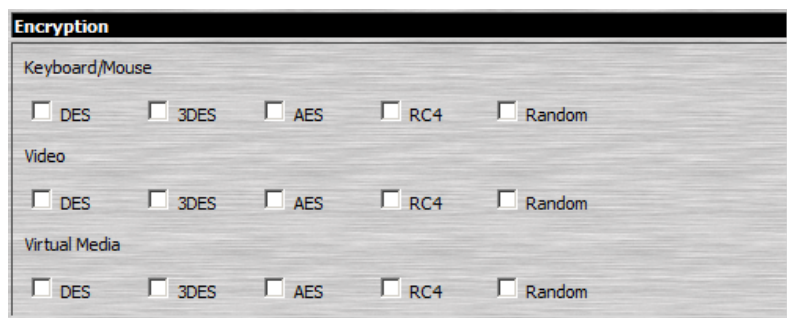 Encryption
Keyboard/Mouse
DES 3DES AES RC4 Random
Video
DES 3DES AES RC4 Random
Virtual Media
DES 3DES AES RC4 Random